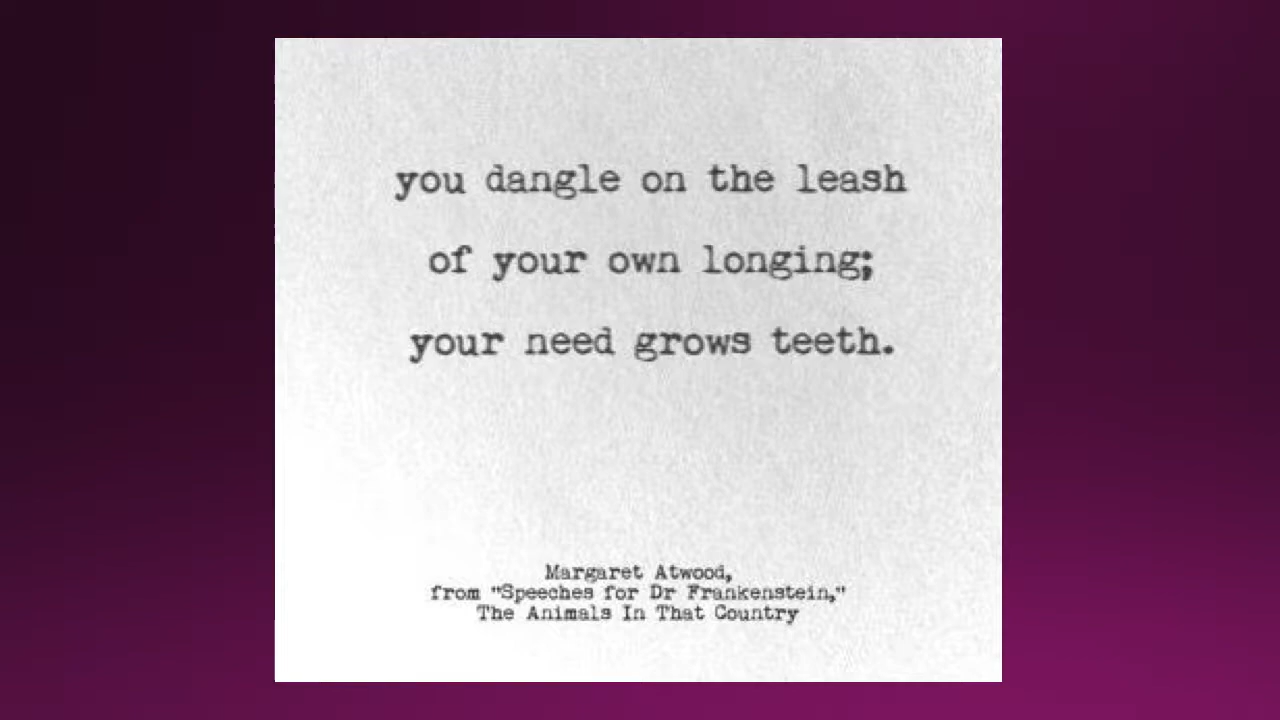 you dangle on the leash
of your own longing;
your need grows teeth.
Margaret Atwood,
from "Speeches for Dr Frankenstein,"
The Animals In That Country